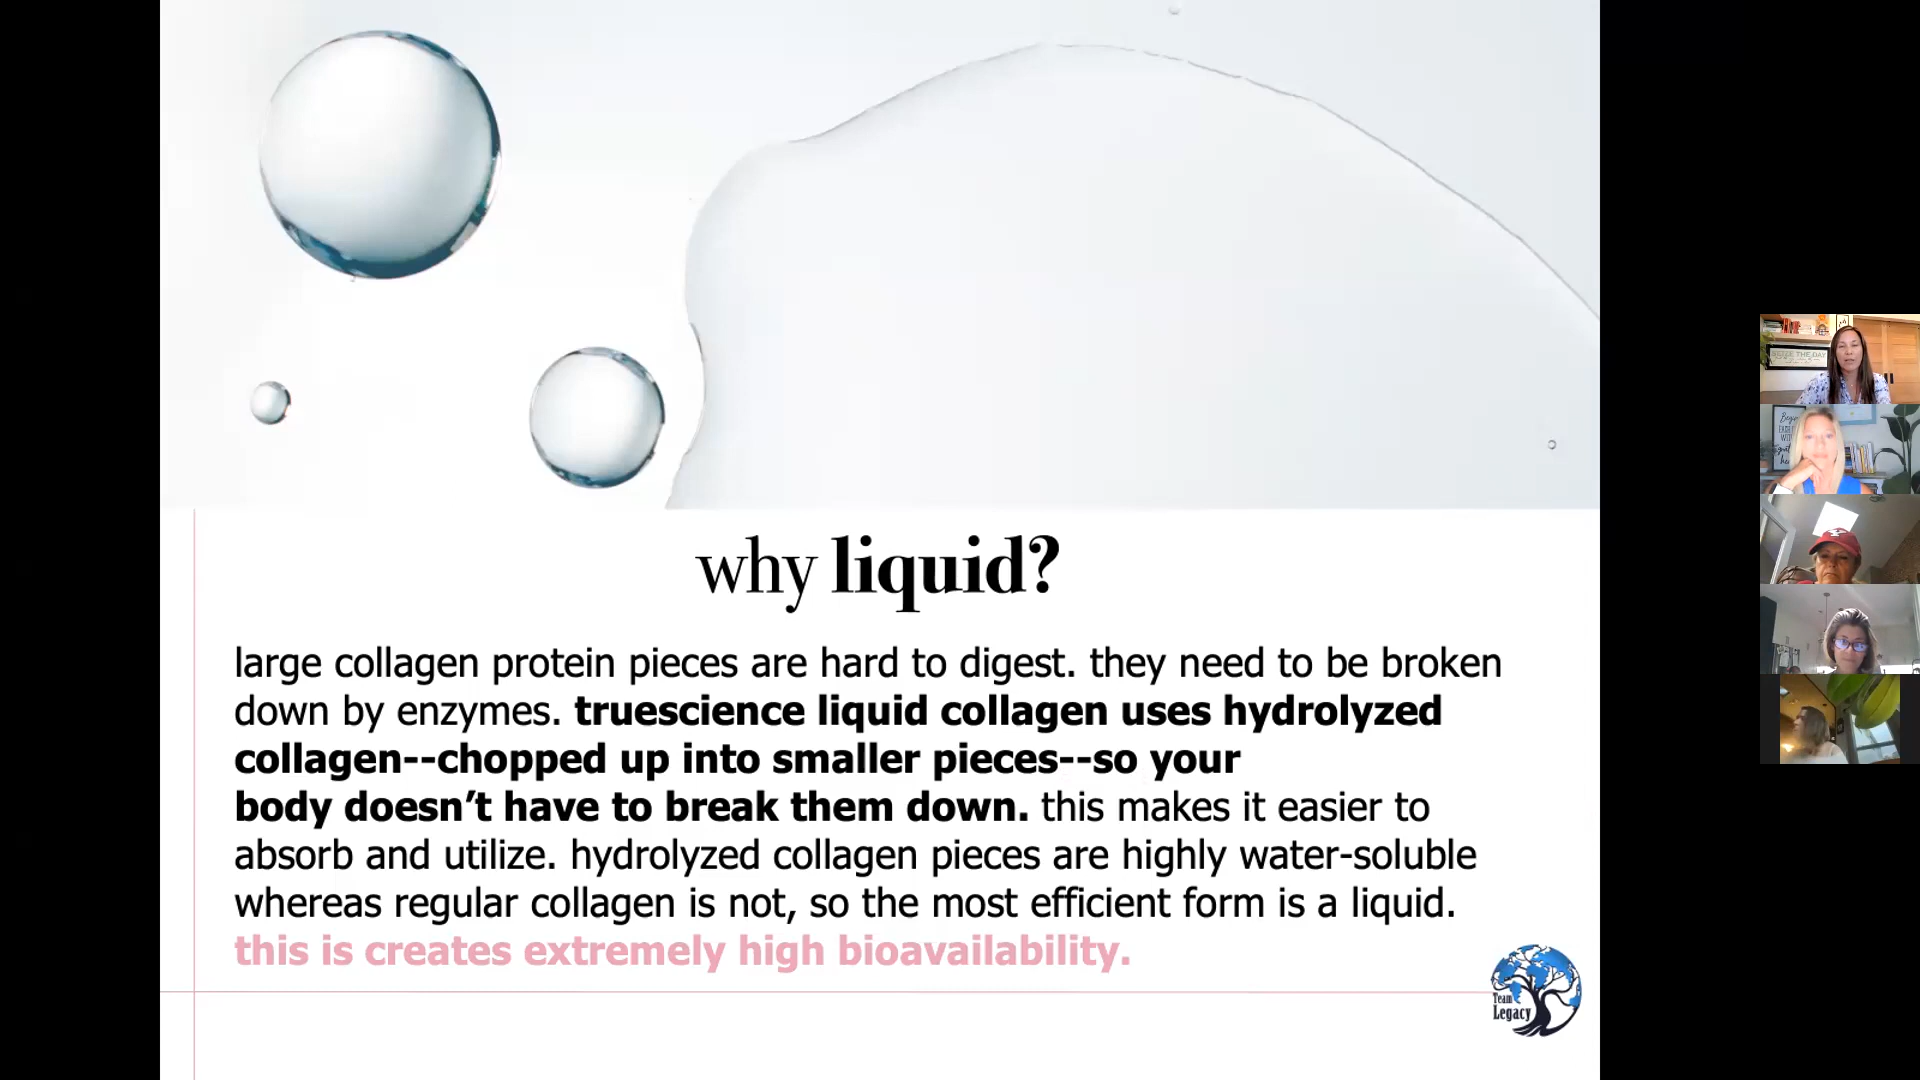 why liquid?
large collagen protein pieces are hard to digest. they need to be broken
down by enzymes. truescience liquid collagen uses hydrolyzed
collagen--chopped up into smaller pieces--so your
body doesn’t have to break them down. this makes it easier to
absorb and utilize. hydrolyzed collagen pieces are highly water-soluble
whereas regular collagen is not, so the most efficient form is a liquid.
this is creates extremely high bioavailability.
Team
Legacy
SEIZE THE DAY